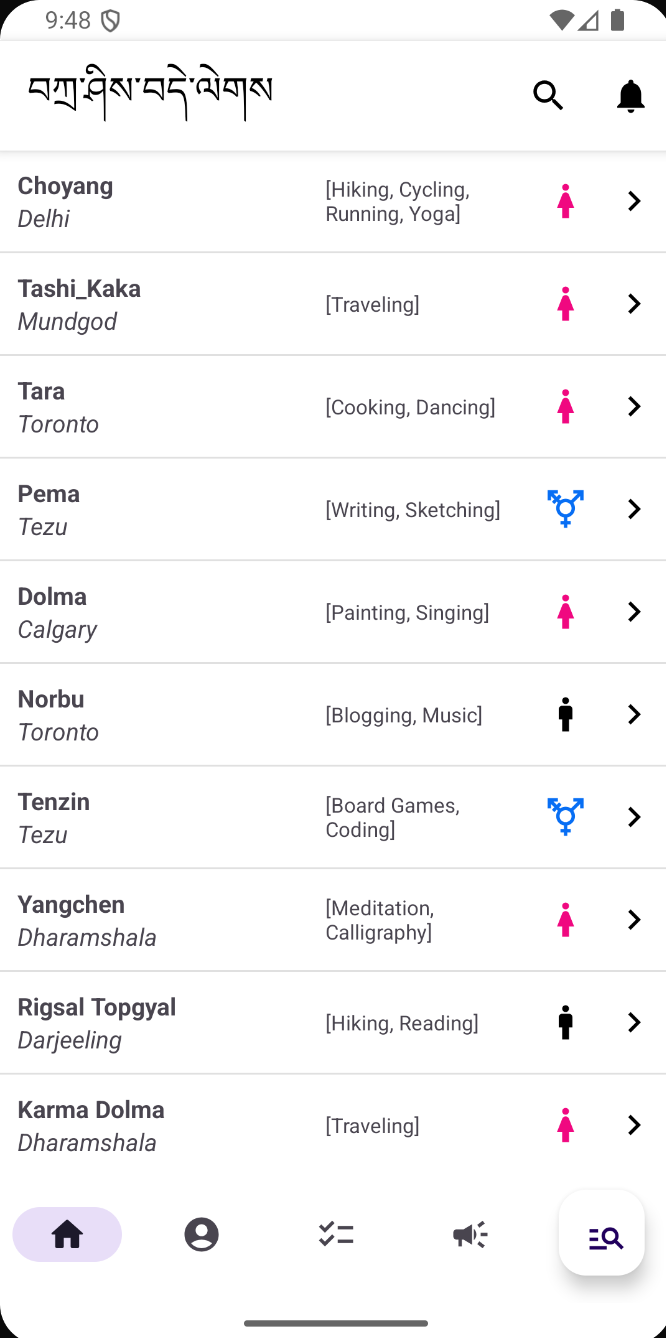 9:48
བཀྲ་ཤིས་བདེ་ལེགས
Choyang
Delhi
[Hiking, Cycling,
Running, Yoga]
Tashi_Kaka
Mundgod
[Traveling]
Tara
Toronto
[Cooking, Dancing]
Pema
Tezu
[Writing, Sketching]
Dolma
Calgary
[Painting, Singing]
Norbu
Toronto
[Blogging, Music]
Tenzin
Tezu
[Board Games,
Coding]
Yangchen
Dharamshala
[Meditation,
Calligraphy]
Rigsal Topgyal
Darjeeling
[Hiking, Reading]
Karma Dolma
Dharamshala
[Traveling]